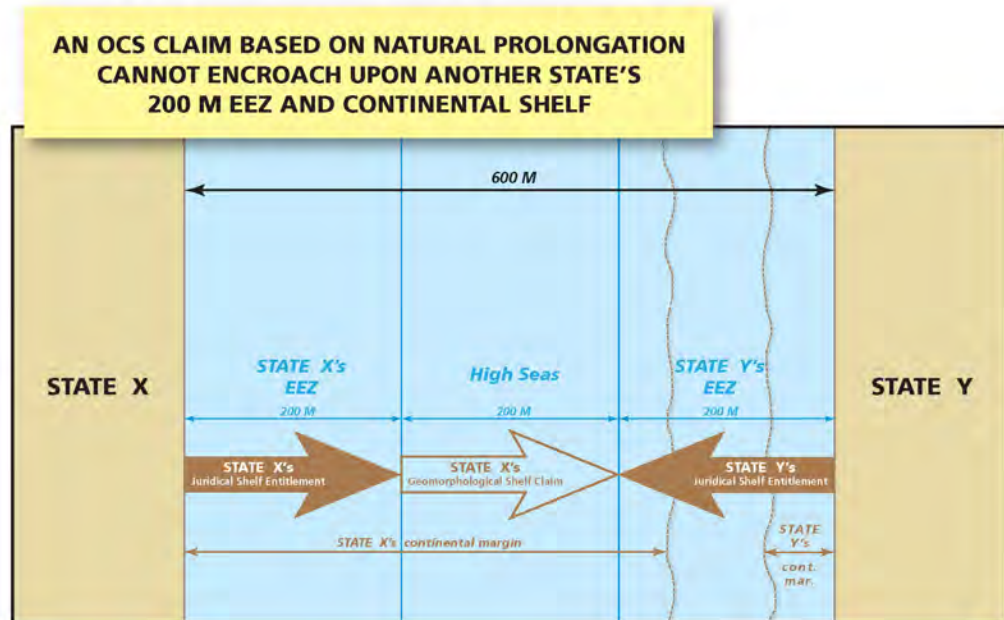 AN OCS CLAIM BASED ON NATURAL PROLONGATION
CANNOT ENCROACH UPON ANOTHER STATE'S
200 M EEZ AND CONTINENTAL SHELF
600 M
STATE X
STATE X's
EEZ
200 M
High Seas
200 M
STATE Y's
EEZ
200 M
STATE Y
STATE X's
Juridical Shelf Entitlement
STATE X's
Geomorphological Shelf Claim
STATE Y's
Juridical Shelf Entitlement
STATE X's continental margin
STATE
Y's
cont.
mar.